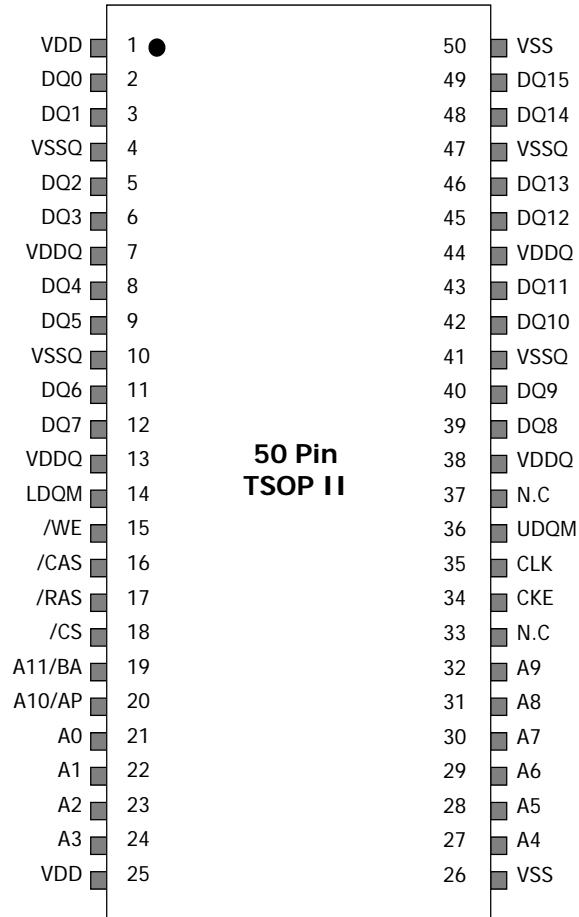 VDD 1 50 VSS
DQ0 2 49 DQ15
DQ1 3 48 DQ14
VSSQ 4 47 VSSQ
DQ2 5 46 DQ13
DQ3 6 45 DQ12
VDDQ 7 44 VDDQ
DQ4 8 43 DQ11
DQ5 9 42 DQ10
VSSQ 10 41 VSSQ
DQ6 11 40 DQ9
DQ7 12 39 DQ8
VDDQ 13 38 VDDQ
50 Pin
TSOP II
LDQM 14 37 N.C
/WE 15 36 UDQM
/CAS 16 35 CLK
/RAS 17 34 CKE
/CS 18 33 N.C
A11/BA 19 32 A9
A10/AP 20 31 A8
A0 21 30 A7
A1 22 29 A6
A2 23 28 A5
A3 24 27 A4
VDD 25 26 VSS